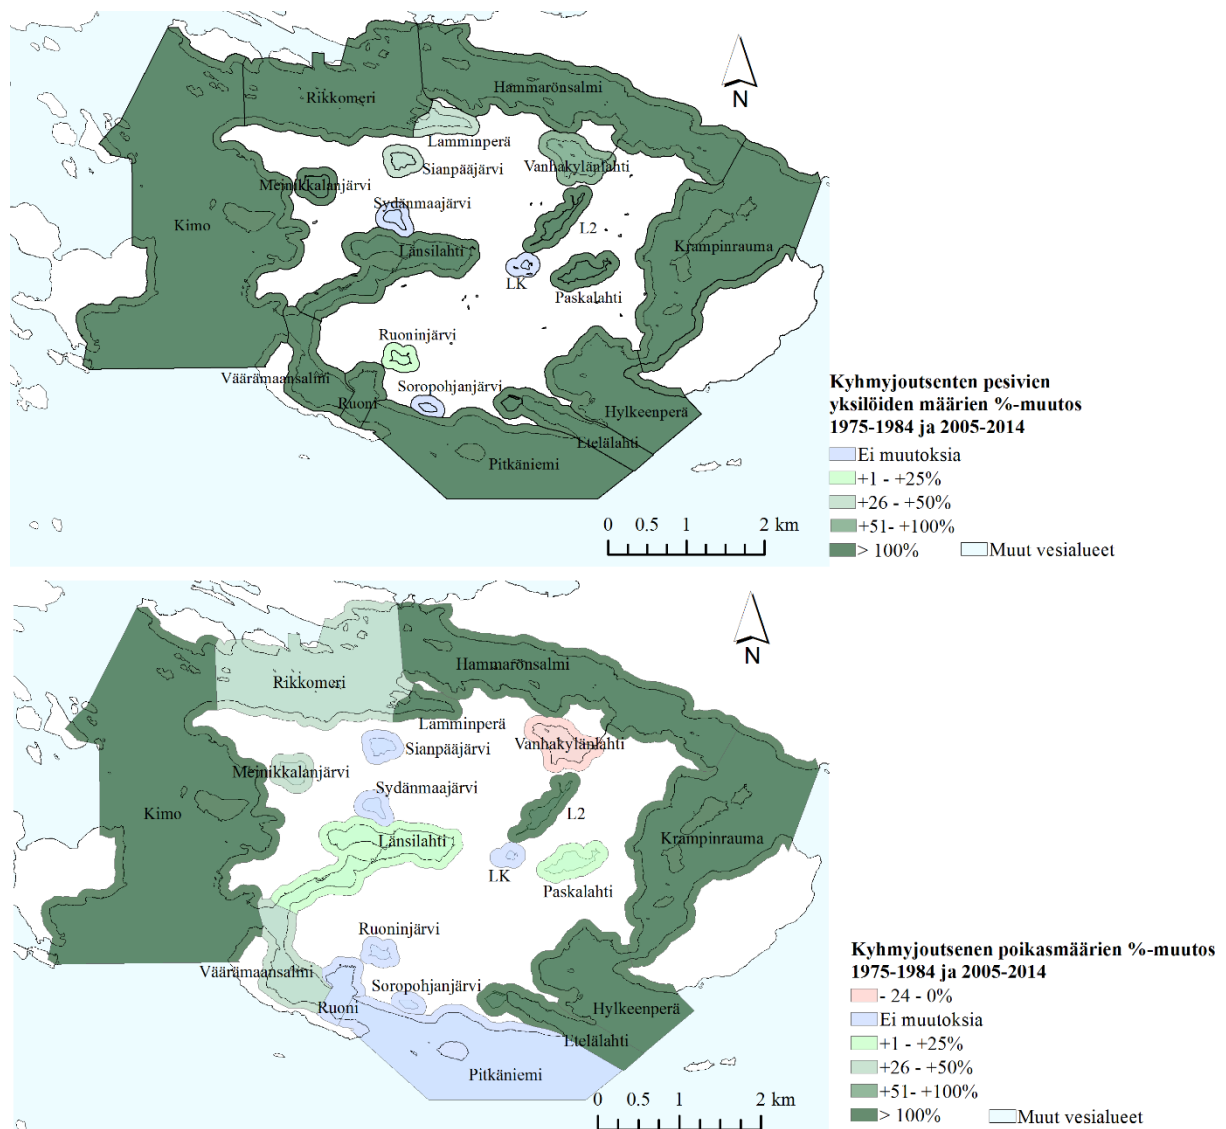 Rikkomeri
Hammarönsalmi
N
Lamminperä
Sianpääjärvi
Vanhakylänlahti
Meinikkalanjärvi
Sydänmaajärvi
Kimo
L2
Länsilahti
Krampinrauma
LK
Paskalahti
Ruoninjärvi
Väärämaansalmi
Soropohjanjärvi
Ruoni
Hylkeenperä
Etelälahti
Pitkäniemi
0 0.5 1 2 km
Kyhmyjoutsenten pesivien
yksilöiden määrien %-muutos
1975-1984 ja 2005-2014
Ei muutoksia
+1 - +25%
+26 - +50%
+51- +100%
> 100% Muut vesialueet
N
Hammarönsalmi
Rikkomeri
Lamminperä
Sianpääjärvi
Vanhakylänlahti
Meinikkalanjärvi
Sydänmaajärvi
Kimo
L2
Länsilahti
Krampinrauma
LK
Paskalahti
Ruoninjärvi
Väärämaansalmi
Soropohjanjärvi
Ruoni
Hylkeenperä
Etelälahti
Pitkäniemi
0 0.5 1 2 km
Kyhmyjoutsenen poikasmäärien %-muutos
1975-1984 ja 2005-2014
- 24 - 0%
Ei muutoksia
+1 - +25%
+26 - +50%
+51- +100%
> 100% Muut vesialueet